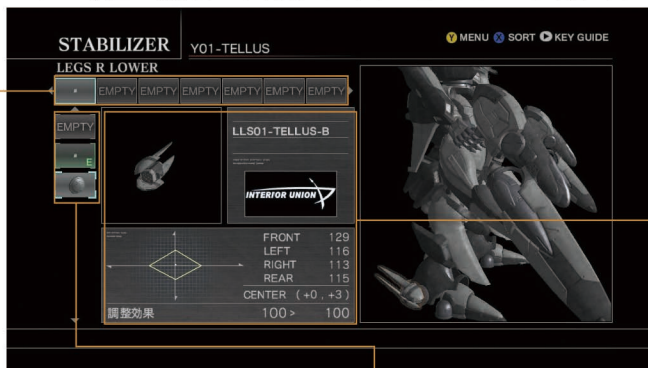 STABILIZER Y01-TELLUS
Y MENU X SORT KEY GUIDE
LEGS R LOWER
EMPTY EMPTY EMPTY EMPTY EMPTY EMPTY
EMPTY
E
LLS01-TELLUS-B
INTERIOR UNION
FRONT 129
LEFT 116
RIGHT 113
REAR 115
CENTER (+0 , +3)
調整効果 100 > 100